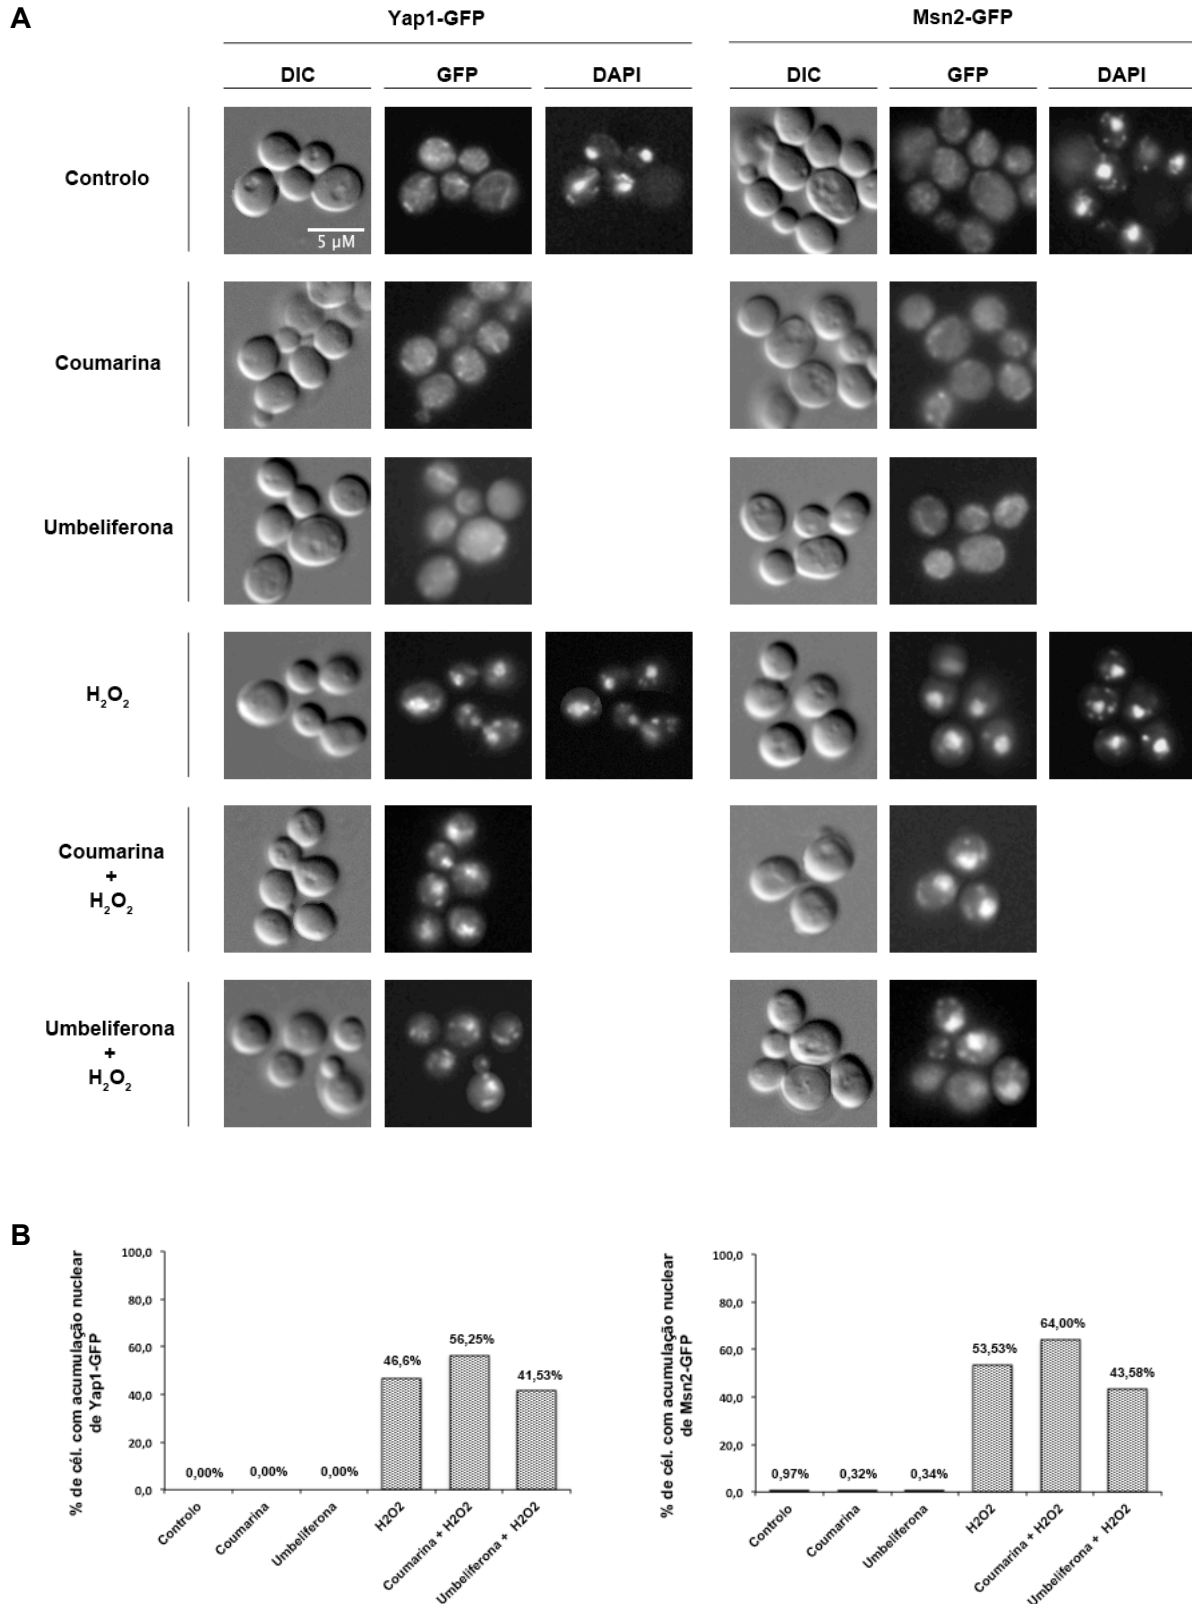 A
Yap1-GFP
Msn2-GFP
DIC
GFP
DAPI
DIC
GFP
DAPI
Controlo
5 µM
Coumarina
Umbeliferona
H₂O₂
Coumarina
+
H₂O₂
Umbeliferona
+
H₂O₂
B
% de cél. com acumulação nuclear
de Yap1-GFP
100,0
80,0
60,0
40,0
20,0
0,0
0,00%
0,00%
0,00%
46,6%
56,25%
41,53%
Controlo
Coumarina
Umbeliferona
H2O2
Coumarina + H2O2
Umbeliferona + H2O2
% de cél. com acumulação nuclear
de Msn2-GFP
100,0
80,0
60,0
40,0
20,0
0,0
0,97%
0,32%
0,34%
53,53%
64,00%
43,58%
Controlo
Coumarina
Umbeliferona
H2O2
Coumarina + H2O2
Umbeliferona + H2O2